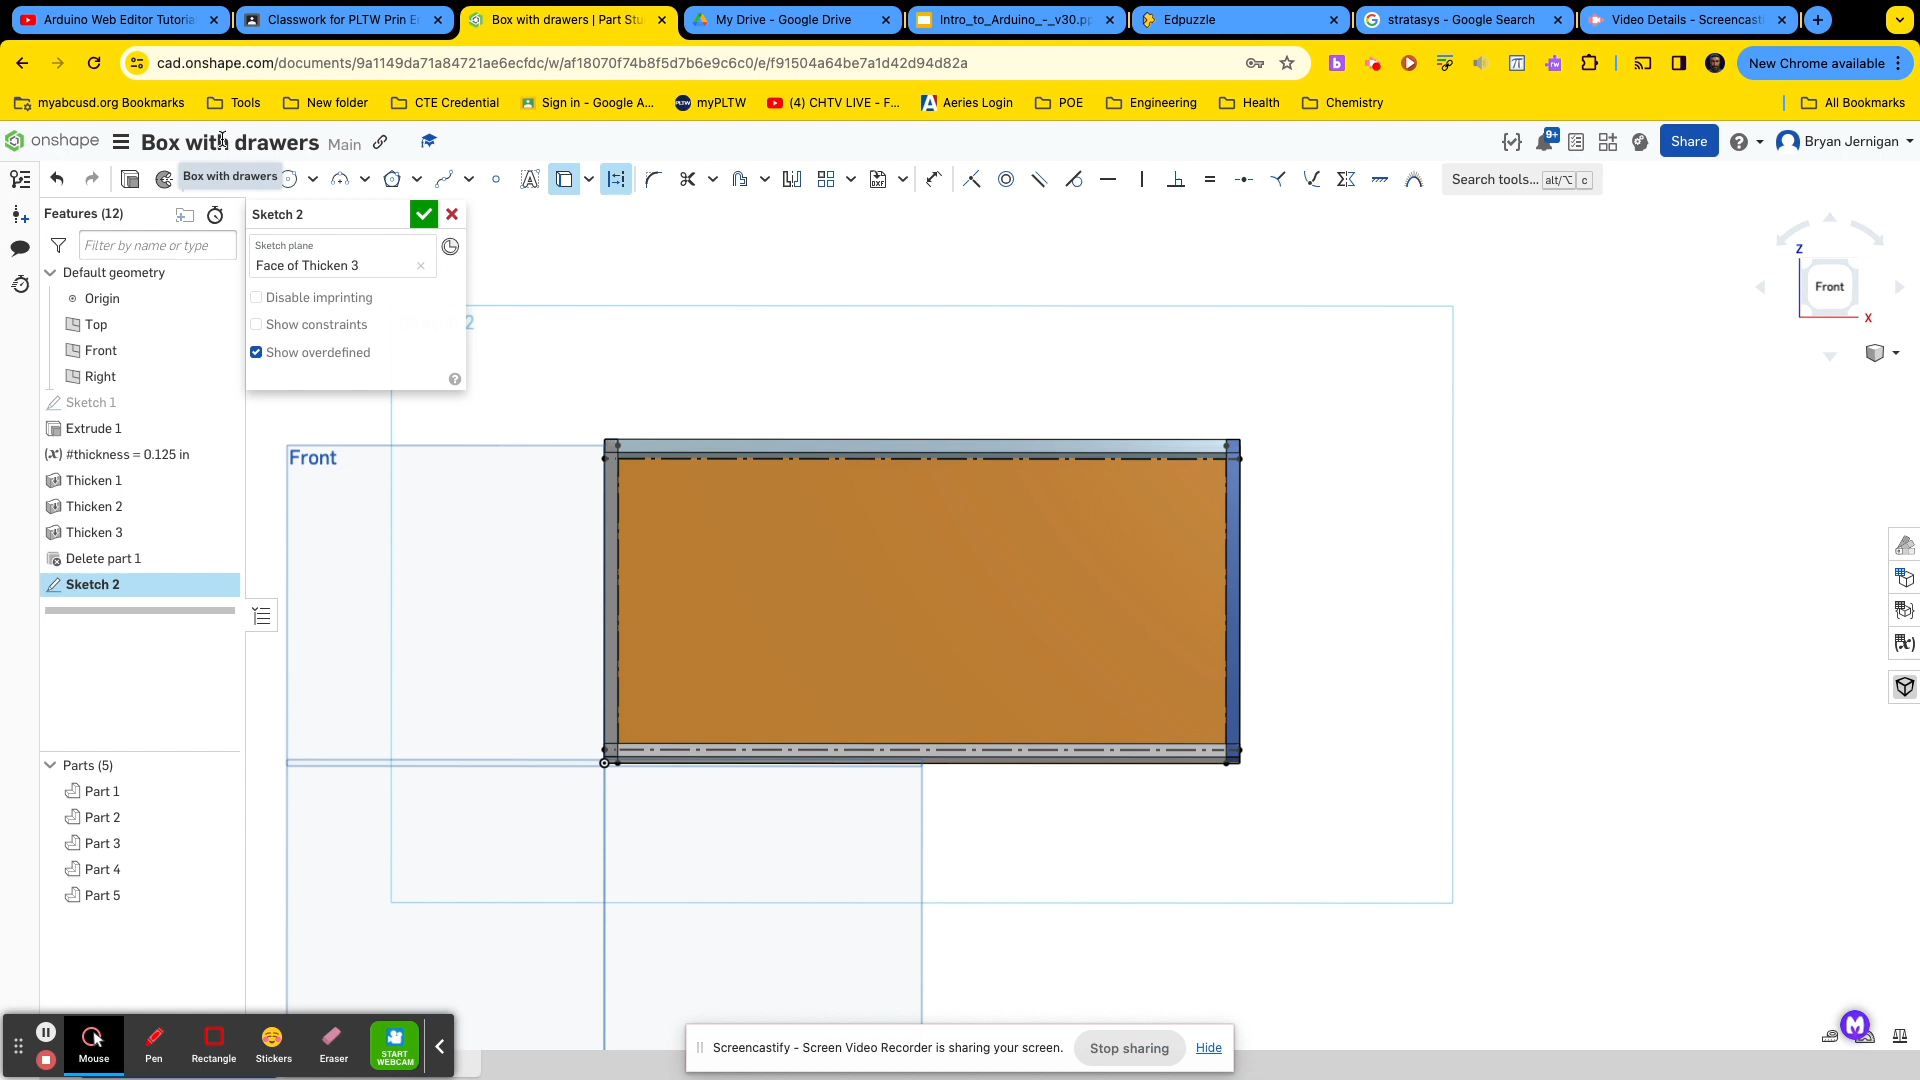 Arduino Web Editor Tutoria
Classwork for PLTW Prin E
Box with drawers | Part Stu
My Drive - Google Drive
Intro_to_Arduino_-_v30.pp
Edpuzzle
stratasys - Google Search
Video Details - Screencast
cad.onshape.com/documents/9a1149da71a84721ae6ecfdc/w/af18070f74b8f5d7b6e9c6c0/e/f91504a64be7a1d42d94d82a
New Chrome available
myabcusd.org Bookmarks
Tools
New folder
CTE Credential
Sign in - Google A...
myPLTW
(4) CHTV LIVE - F...
Aeries Login
POE
Engineering
Health
Chemistry
All Bookmarks
onshape
Box with drawers
Main
9+
Share
Bryan Jernigan
Box with drawers
Search tools... alt/⌥ c
Features (12)
Filter by name or type
Default geometry
Origin
Top
Front
Right
Sketch 1
Extrude 1
(x) #thickness = 0.125 in
Thicken 1
Thicken 2
Thicken 3
Delete part 1
Sketch 2
Parts (5)
Part 1
Part 2
Part 3
Part 4
Part 5
Sketch 2
Sketch plane
Face of Thicken 3
Disable imprinting
Show constraints
Show overdefined
2
Front
Z
Front
X
Mouse
Pen
Rectangle
Stickers
Eraser
START
WEBCAM
Screencastify - Screen Video Recorder is sharing your screen.
Stop sharing
Hide